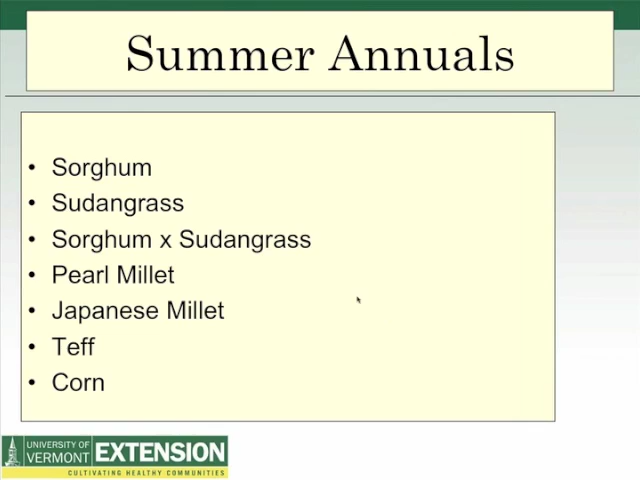 Summer Annuals
• Sorghum
• Sudangrass
• Sorghum x Sudangrass
• Pearl Millet
• Japanese Millet
• Teff
• Corn
UNIVERSITY OF
VERMONT EXTENSION
CULTIVATING HEALTHY COMMUNITIES